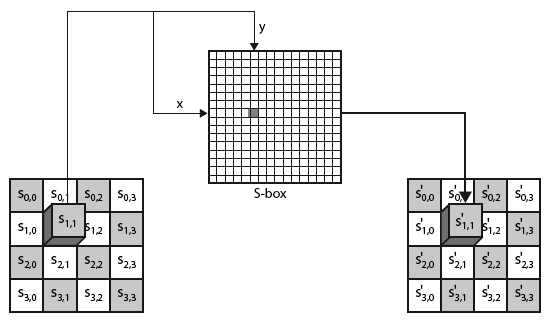 y
x
S-box
s0,0 s0,1 s0,2 s0,3
s1,0 s1,1 s1,2 s1,3
s2,0 s2,1 s2,2 s2,3
s3,0 s3,1 s3,2 s3,3
s'0,0 s'0,1 s'0,2 s'0,3
s'1,0 s'1,1 s'1,2 s'1,3
s'2,0 s'2,1 s'2,2 s'2,3
s'3,0 s'3,1 s'3,2 s'3,3